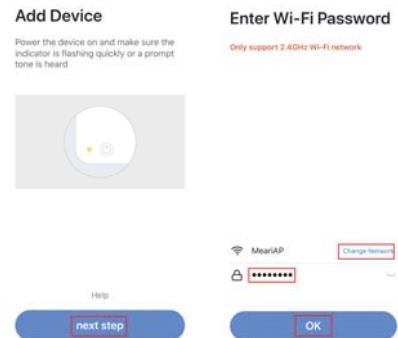 Add Device
Power the device on and make sure the
indicator is flashing quickly or a prompt
tone is heard
Help
next step
Enter Wi-Fi Password
Only support 2.4GHz Wi-Fi network
MeariAP
Change Network
••••••••
OK